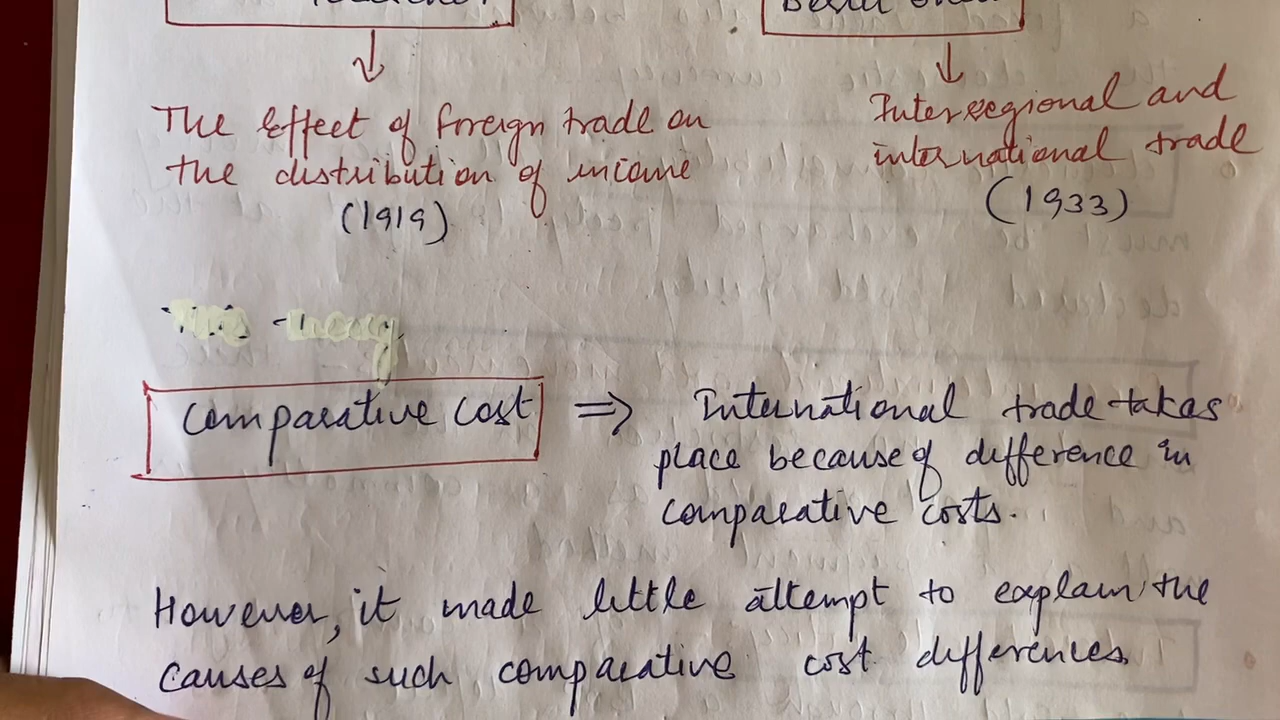 The Effect of foreign trade on
the distribution of income
(1919)
Interregional and
international trade
(1933)
Comparative Cost ⇒ International trade takes
place because of difference in
comparative costs.
However, it made little attempt to explain the
causes of such comparative cost differences.